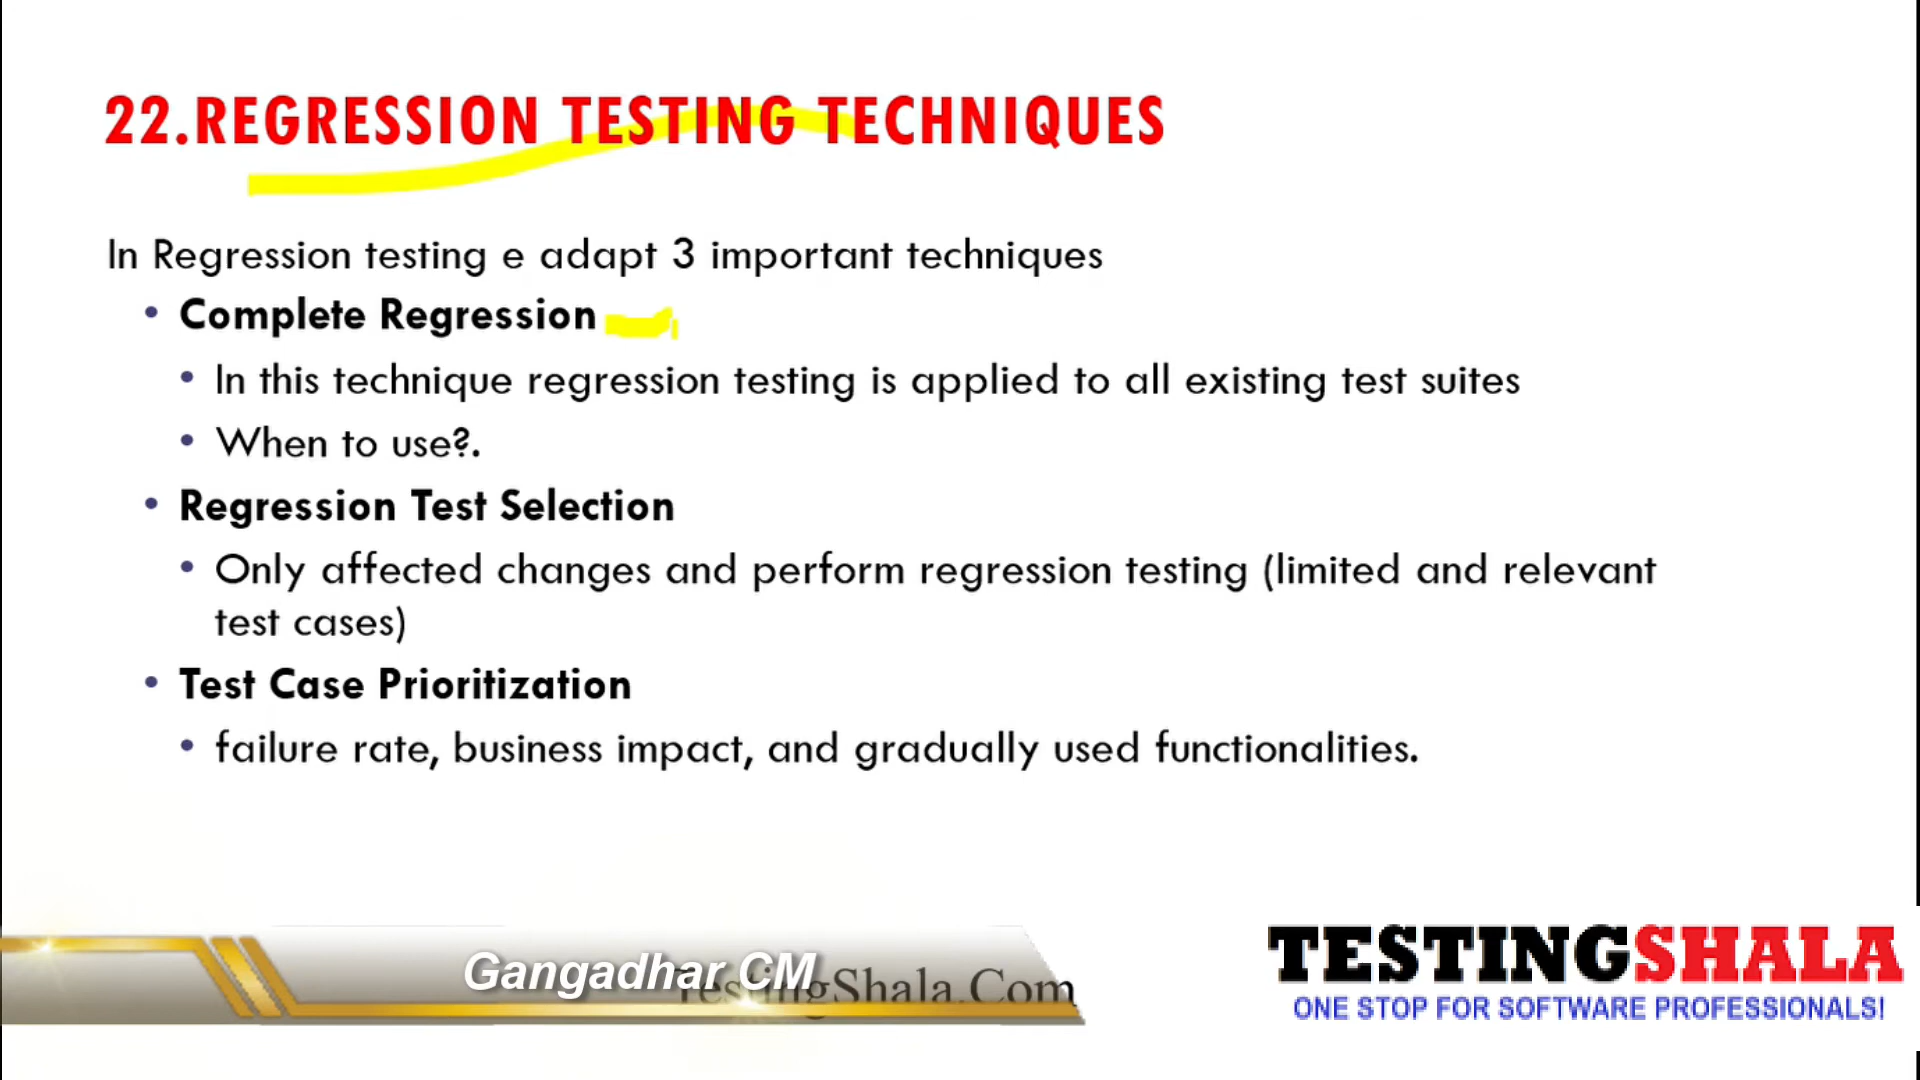 22.REGRESSION TESTING TECHNIQUES
In Regression testing e adapt 3 important techniques
• Complete Regression
• In this technique regression testing is applied to all existing test suites
• When to use?.
• Regression Test Selection
• Only affected changes and perform regression testing (limited and relevant
test cases)
• Test Case Prioritization
• failure rate, business impact, and gradually used functionalities.
Gangadhar CM
TestingShala.Com
TESTINGSHALA
ONE STOP FOR SOFTWARE PROFESSIONALS!